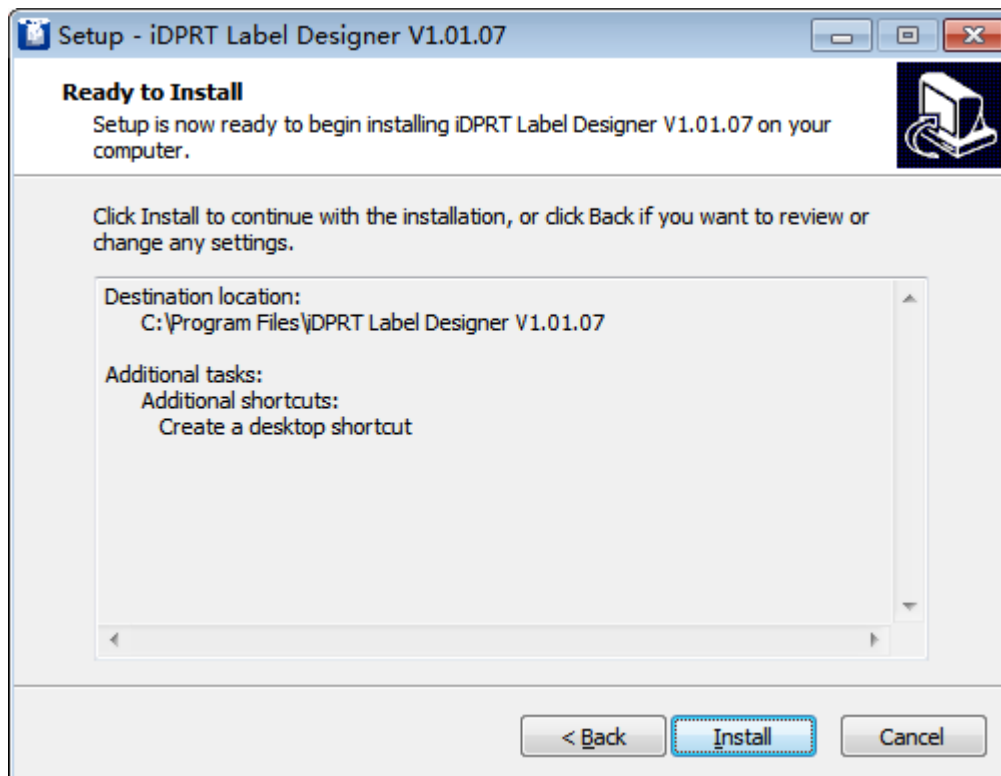 Setup - iDPRT Label Designer V1.01.07
Ready to Install
Setup is now ready to begin installing iDPRT Label Designer V1.01.07 on your
computer.
Click Install to continue with the installation, or click Back if you want to review or
change any settings.
Destination location:
C:\Program Files\iDPRT Label Designer V1.01.07
Additional tasks:
Additional shortcuts:
Create a desktop shortcut
< Back
Install
Cancel